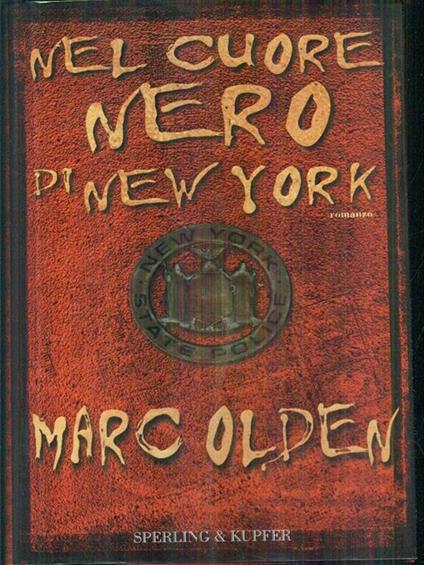 NEL CUORE
NERO
DI NEW YORK
romanzo
NEW YORK
STATE POLICE
MARC OLDEN
SPERLING & KUPFER